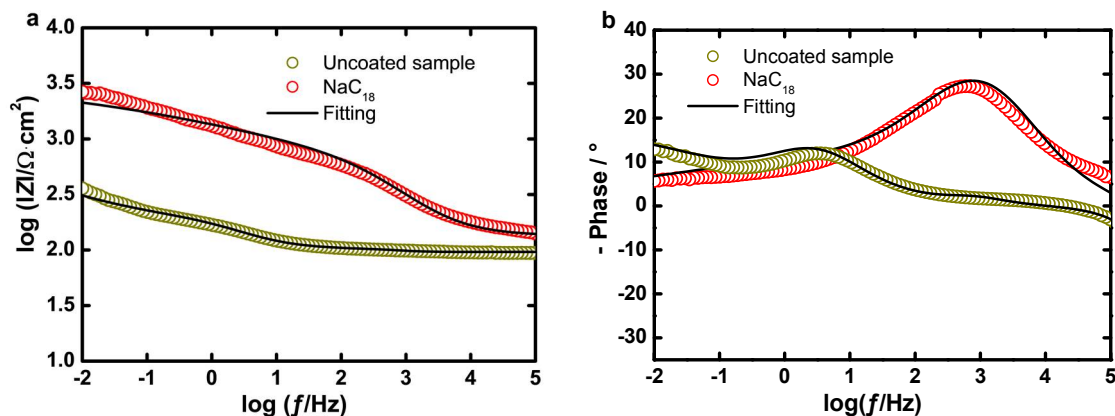 a
log (IZI/Ω·cm²)
4.0
3.5
3.0
2.5
2.0
1.5
1.0
Uncoated sample
NaC₁₈
Fitting
-2 -1 0 1 2 3 4 5
log (f/Hz)
b
- Phase / °
40
30
20
10
0
-10
-20
-30
Uncoated sample
NaC₁₈
Fitting
-2 -1 0 1 2 3 4 5
log(f/Hz)